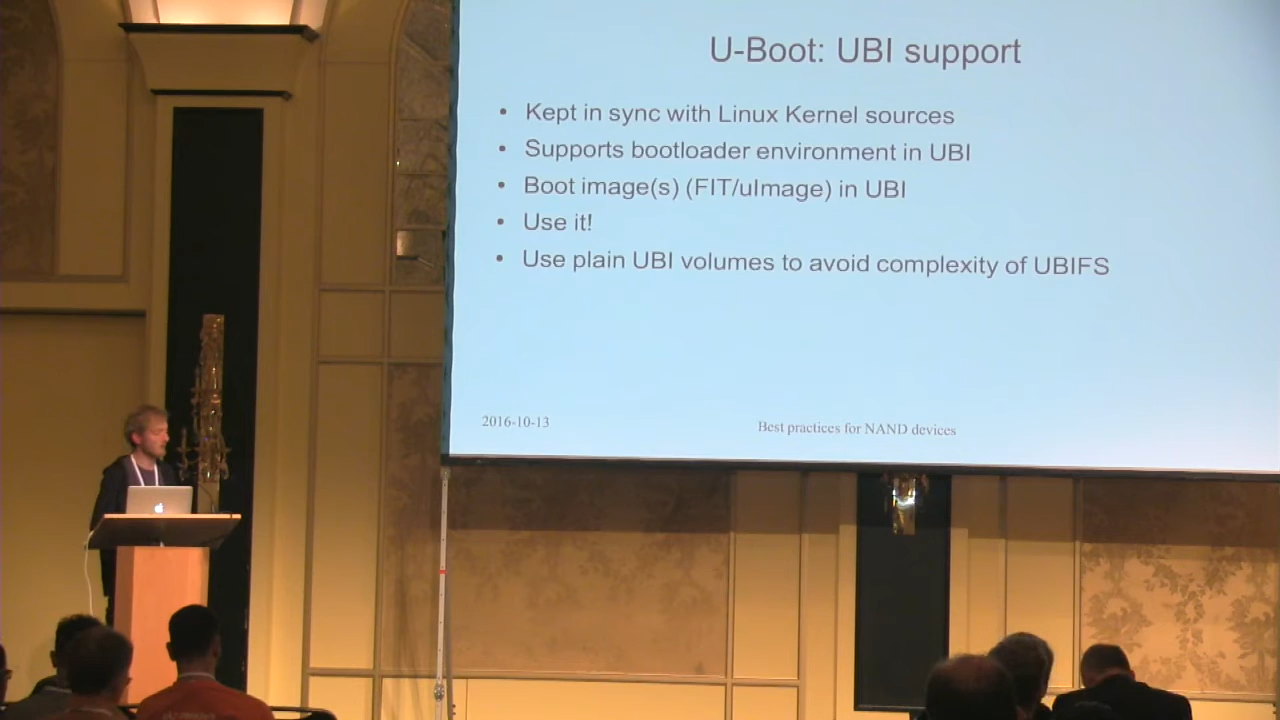 U-Boot: UBI support
• Kept in sync with Linux Kernel sources
• Supports bootloader environment in UBI
• Boot image(s) (FIT/uImage) in UBI
• Use it!
• Use plain UBI volumes to avoid complexity of UBIFS
2016-10-13
Best practices for NAND devices